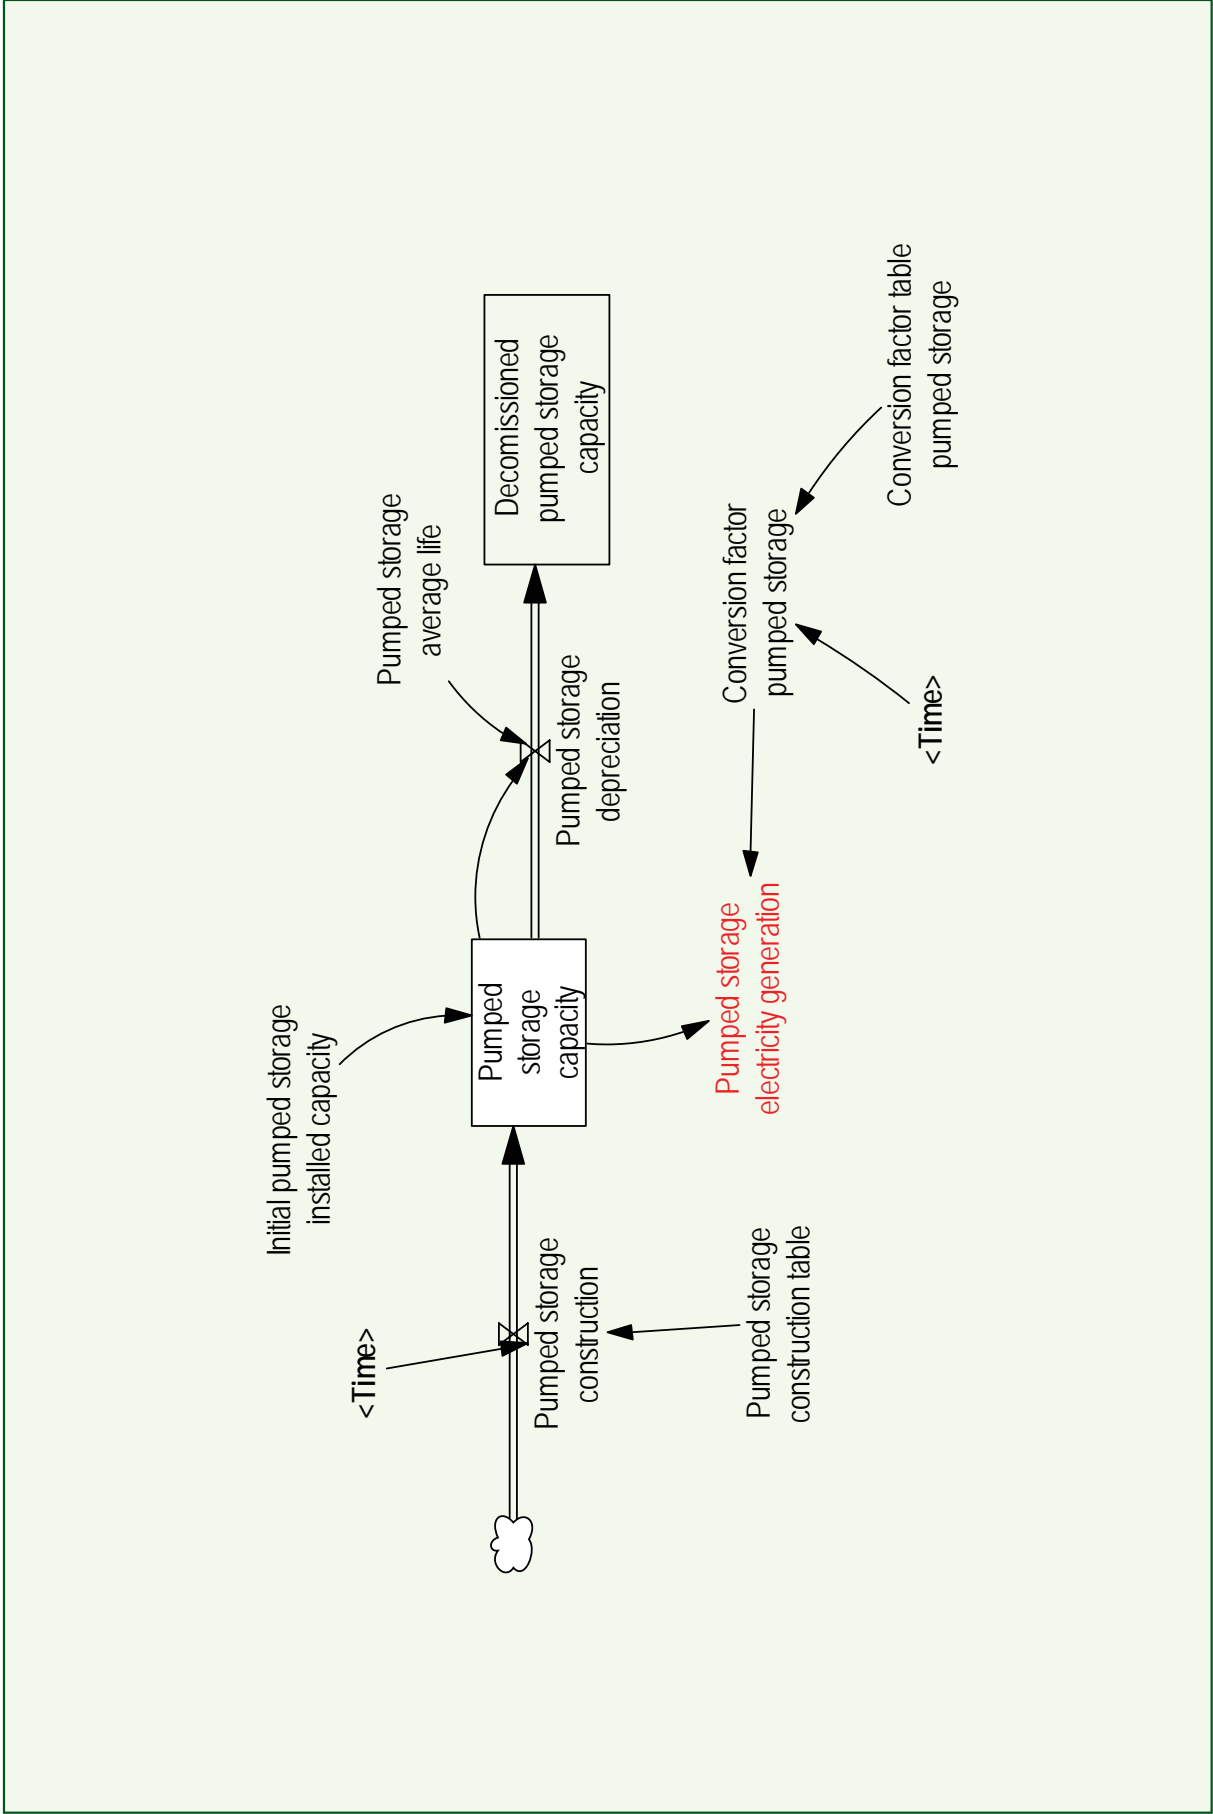 Initial pumped storage
installed capacity
<Time>
Pumped storage
average life
Pumped
storage
capacity
Decomissioned
pumped storage
capacity
Pumped storage
construction
Pumped storage
depreciation
Pumped storage
construction table
Pumped storage
electricity generation
Conversion factor
pumped storage
Conversion factor table
pumped storage
<Time>